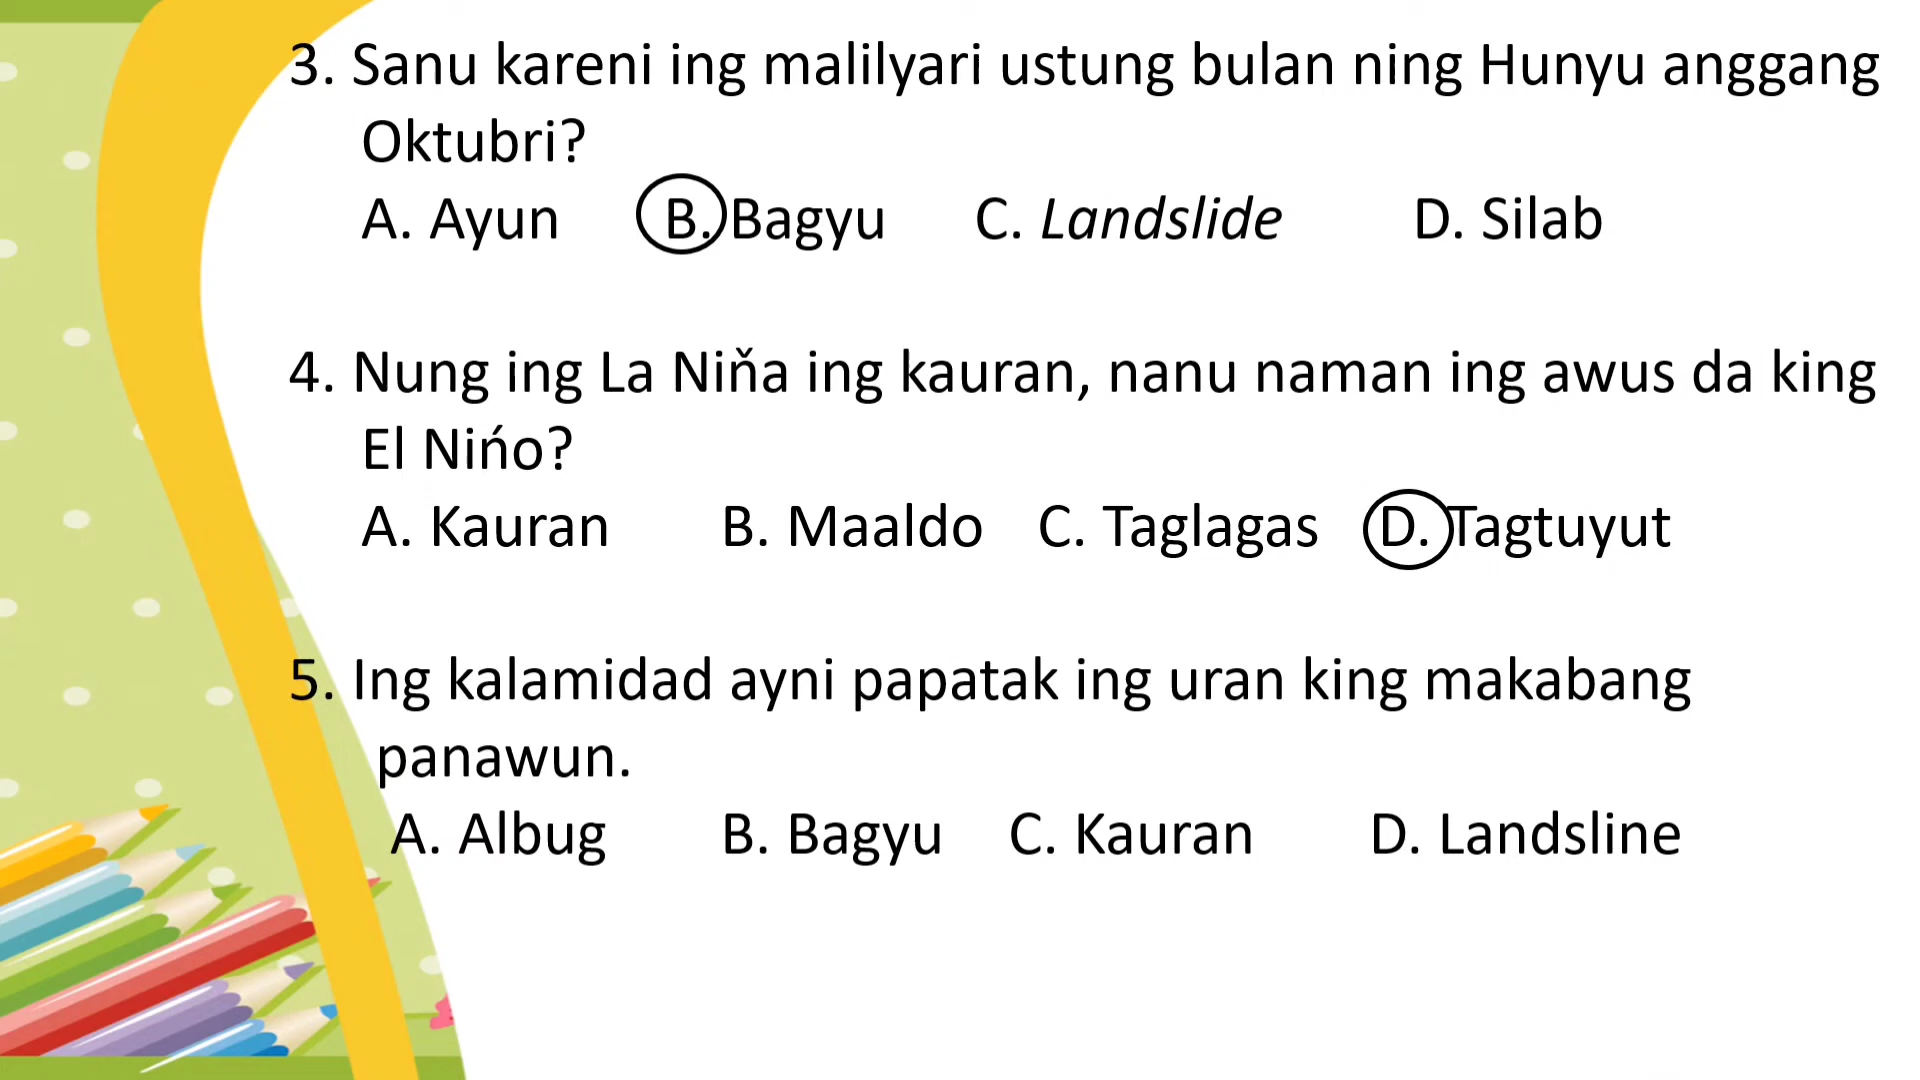 3. Sanu kareni ing malilyari ustung bulan ning Hunyu anggang
Oktubri?
A. Ayun B. Bagyu C. Landslide D. Silab
4. Nung ing La Niňa ing kauran, nanu naman ing awus da king
El Nińo?
A. Kauran B. Maaldo C. Taglagas D. Tagtuyut
5. Ing kalamidad ayni papatak ing uran king makabang
panawun.
A. Albug B. Bagyu C. Kauran D. Landsline